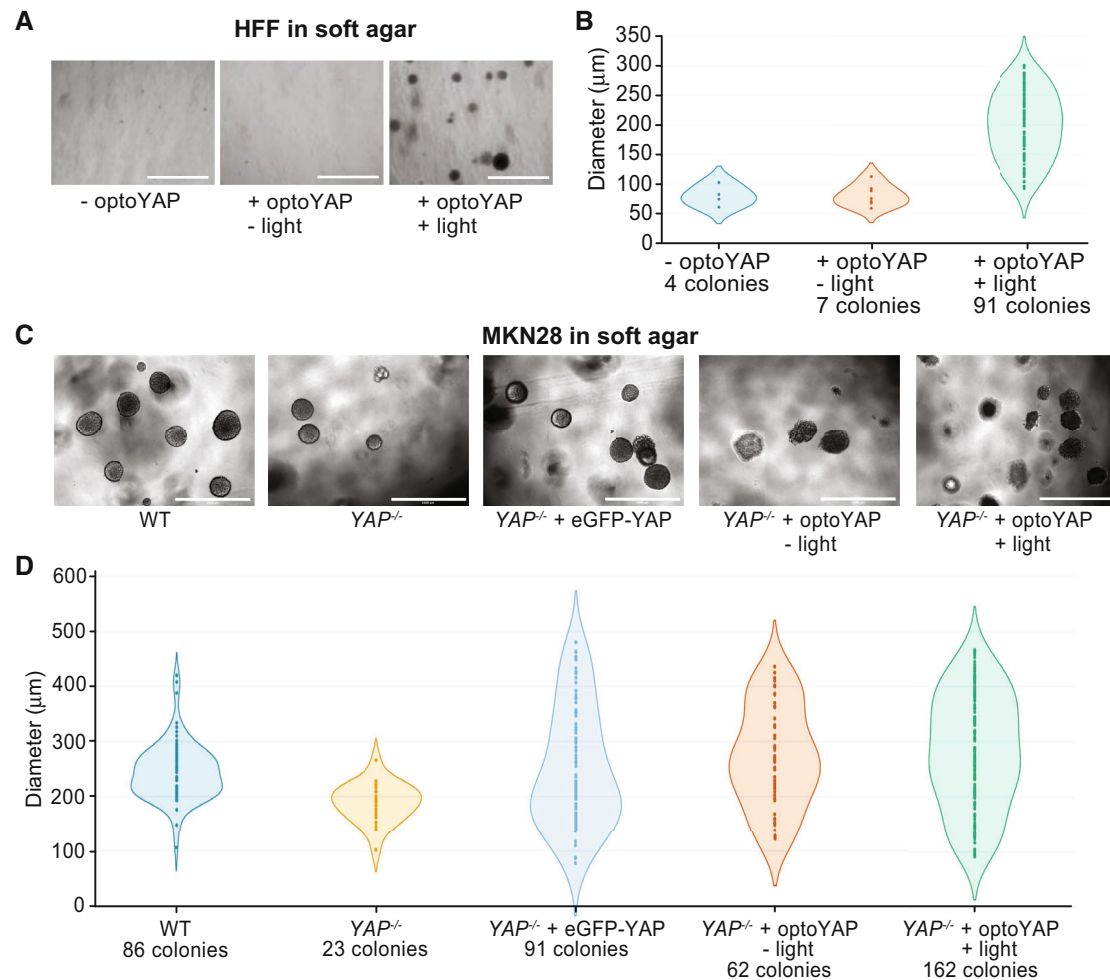 A
HFF in soft agar
- optoYAP
+ optoYAP
- light
+ optoYAP
+ light
B
Diameter (μm)
350
300
250
200
150
100
50
0
- optoYAP
4 colonies
+ optoYAP
- light
7 colonies
+ optoYAP
+ light
91 colonies
C
MKN28 in soft agar
WT
YAP-/-
YAP-/- + eGFP-YAP
YAP-/- + optoYAP
- light
YAP-/- + optoYAP
+ light
D
Diameter (μm)
600
500
400
300
200
100
0
WT
86 colonies
YAP-/-
23 colonies
YAP-/- + eGFP-YAP
91 colonies
YAP-/- + optoYAP
- light
62 colonies
YAP-/- + optoYAP
+ light
162 colonies